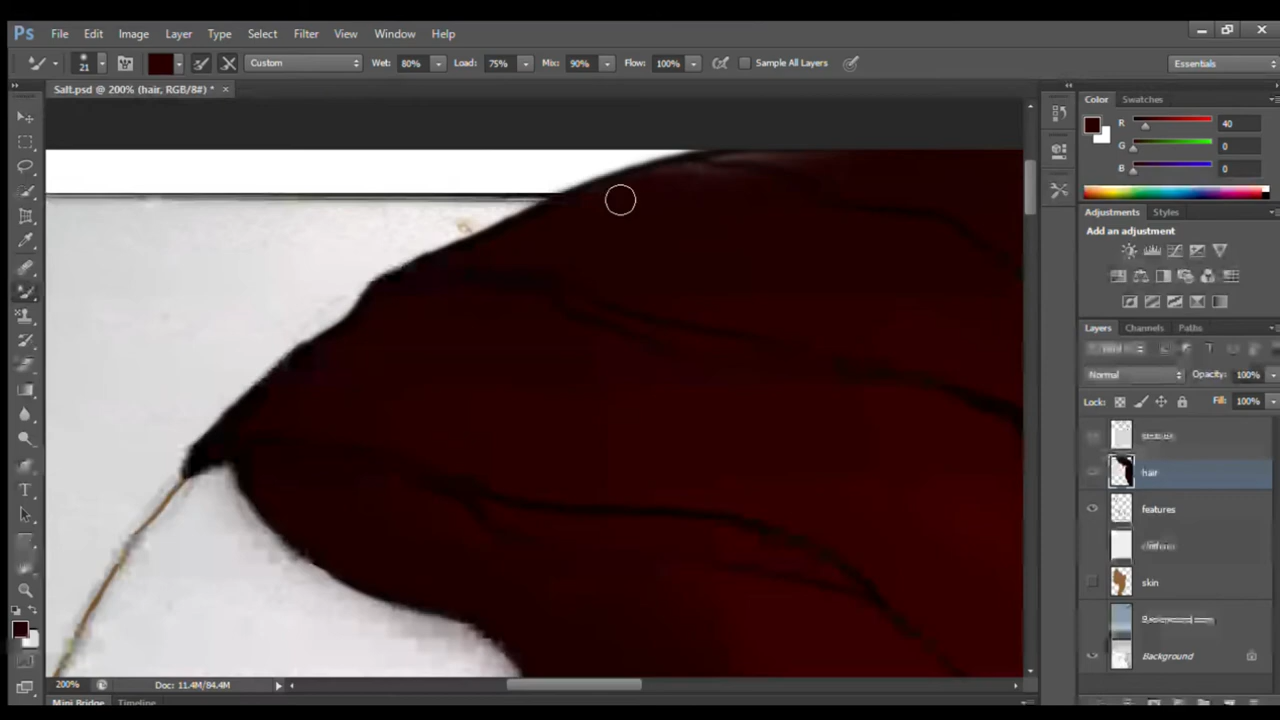 Ps File Edit Image Layer Type Select Filter View Window Help
21 Custom Wet: 80% Load: 75% Mix: 90% Flow: 100% Sample All Layers Essentials
Salt.psd @ 200% (hair, RGB/8#) * ×
Color Swatches
R 40
G 0
B 0
Adjustments Styles
Add an adjustment
Layers Channels Paths
Normal Opacity: 100%
Lock: Fill: 100%
hair
features
skin
Background
200% Doc: 11.4M/84.4M
Mini Bridge Timeline